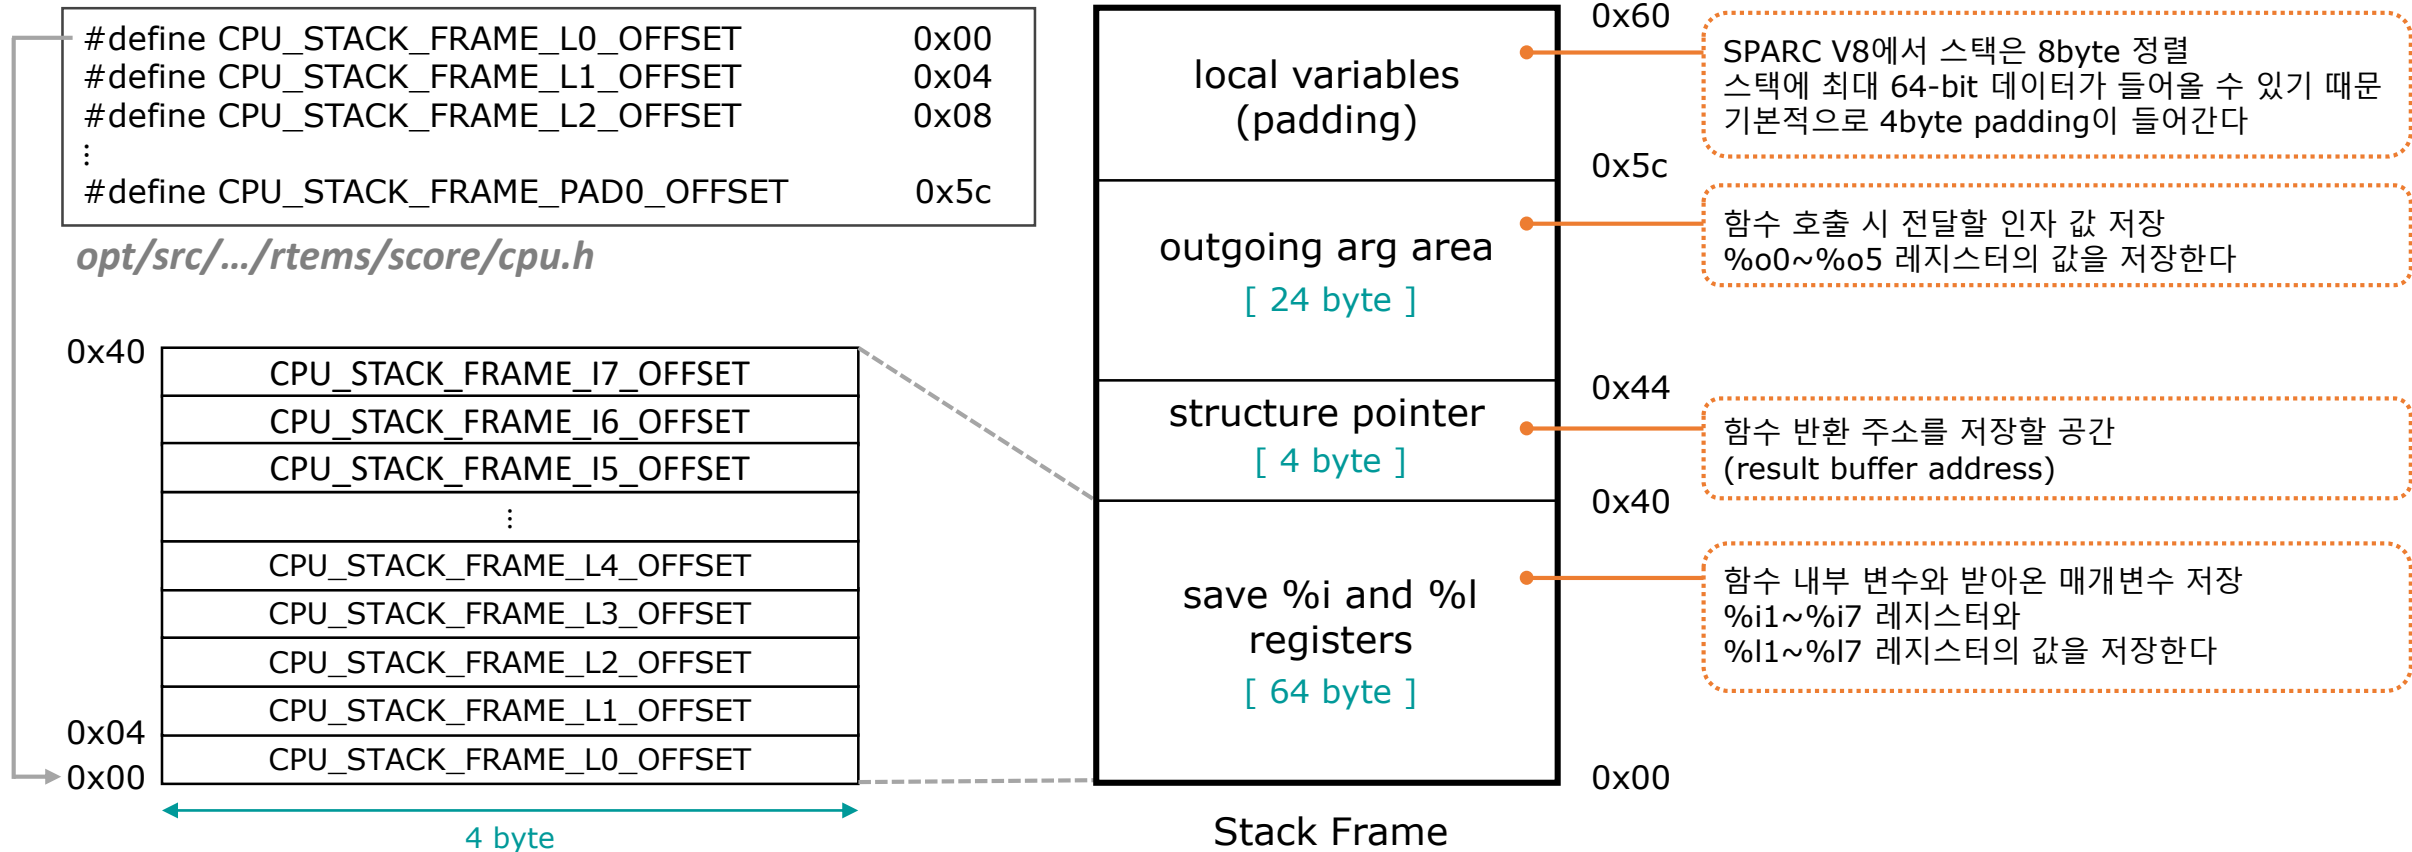 #define CPU_STACK_FRAME_L0_OFFSET 0x00
#define CPU_STACK_FRAME_L1_OFFSET 0x04
#define CPU_STACK_FRAME_L2_OFFSET 0x08
⋮
#define CPU_STACK_FRAME_PAD0_OFFSET 0x5c
opt/src/…/rtems/score/cpu.h
0x40
CPU_STACK_FRAME_I7_OFFSET
CPU_STACK_FRAME_I6_OFFSET
CPU_STACK_FRAME_I5_OFFSET
⋮
CPU_STACK_FRAME_L4_OFFSET
CPU_STACK_FRAME_L3_OFFSET
CPU_STACK_FRAME_L2_OFFSET
CPU_STACK_FRAME_L1_OFFSET
0x04
CPU_STACK_FRAME_L0_OFFSET
0x00
4 byte
0x60
local variables
(padding)
0x5c
outgoing arg area
[ 24 byte ]
0x44
structure pointer
[ 4 byte ]
0x40
save %i and %l
registers
[ 64 byte ]
0x00
Stack Frame
SPARC V8에서 스택은 8byte 정렬
스택에 최대 64-bit 데이터가 들어올 수 있기 때문
기본적으로 4byte padding이 들어간다
함수 호출 시 전달할 인자 값 저장
%o0~%o5 레지스터의 값을 저장한다
함수 반환 주소를 저장할 공간
(result buffer address)
함수 내부 변수와 받아온 매개변수 저장
%i1~%i7 레지스터와
%l1~%l7 레지스터의 값을 저장한다